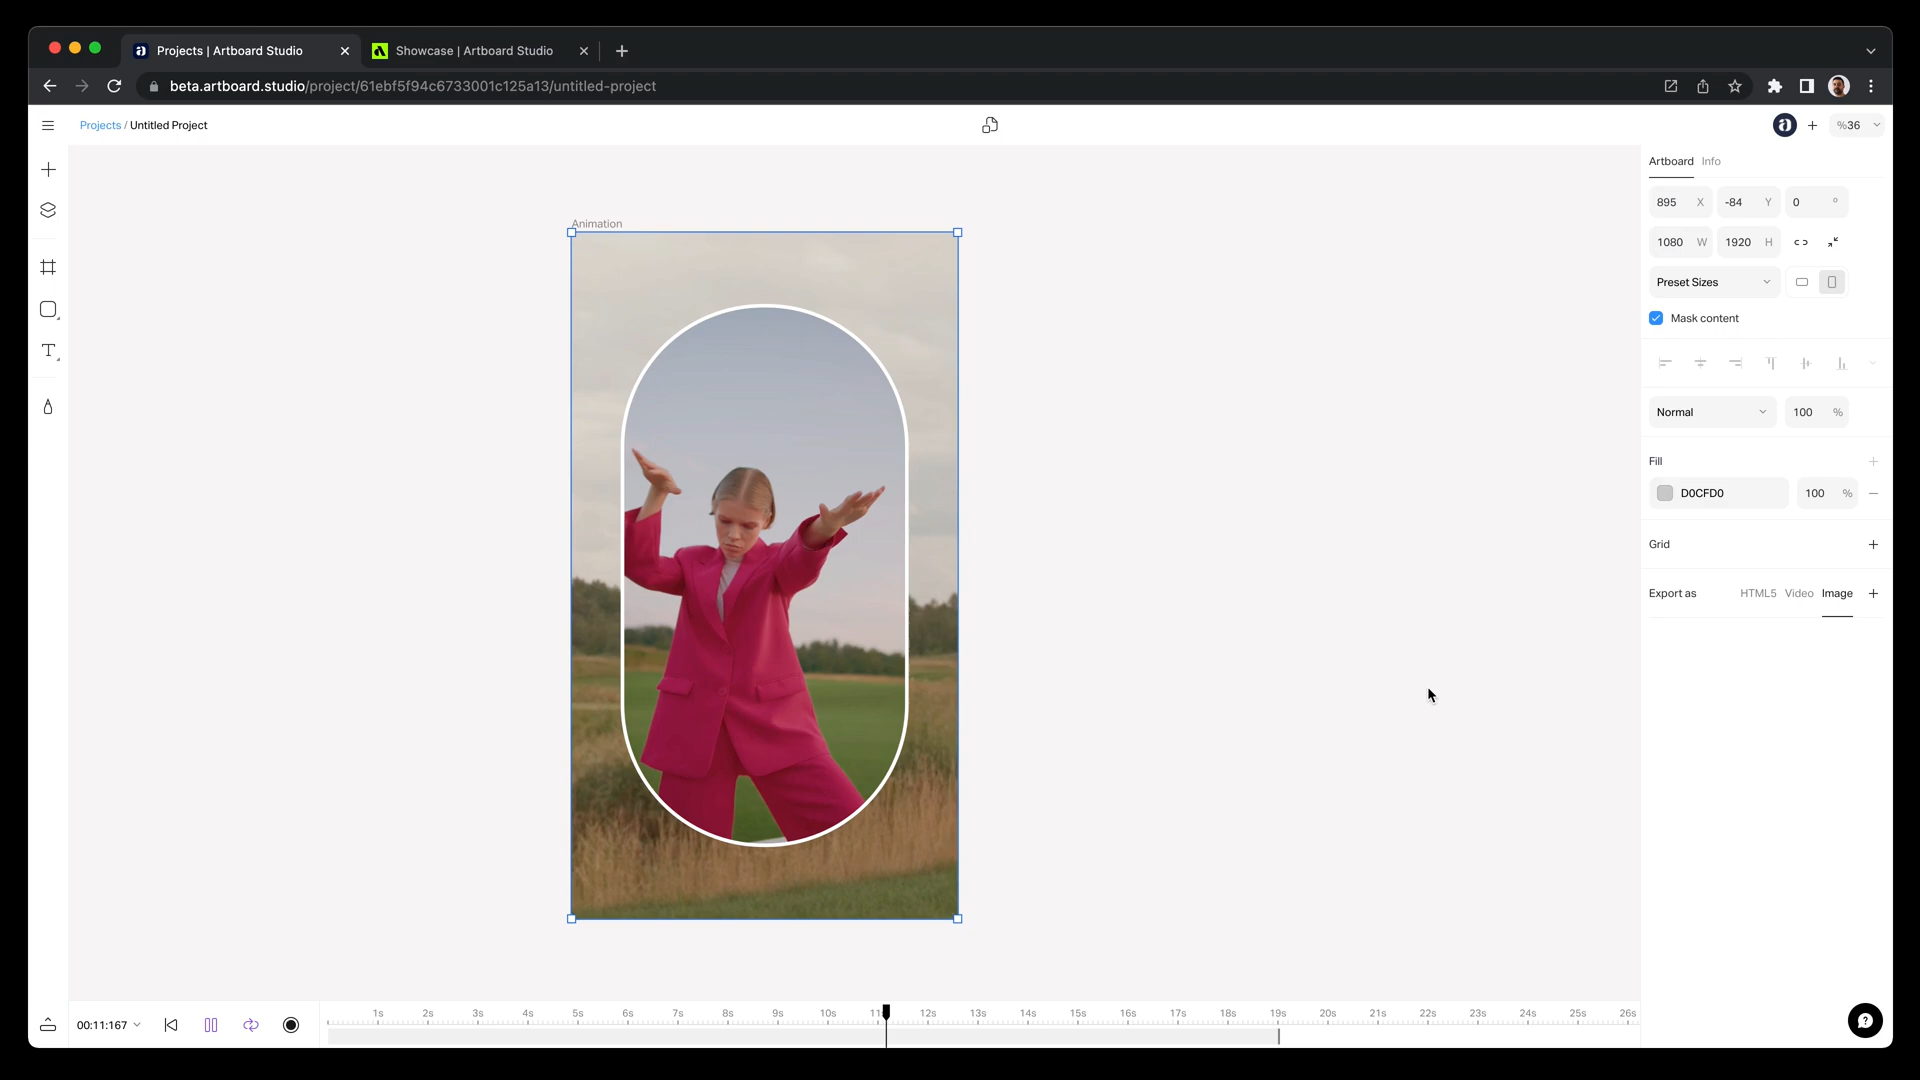 Projects | Artboard Studio
Showcase | Artboard Studio
beta.artboard.studio/project/61ebf5f94c6733001c125a13/untitled-project
Projects / Untitled Project
%36
Artboard Info
895 X -84 Y 0 °
1080 W 1920 H
Preset Sizes
Mask content
Normal 100 %
Fill
D0CFD0 100 %
Grid
Export as HTML5 Video Image
Animation
T
00:11:167
1s 2s 3s 4s 5s 6s 7s 8s 9s 10s 11s 12s 13s 14s 15s 16s 17s 18s 19s 20s 21s 22s 23s 24s 25s 26s